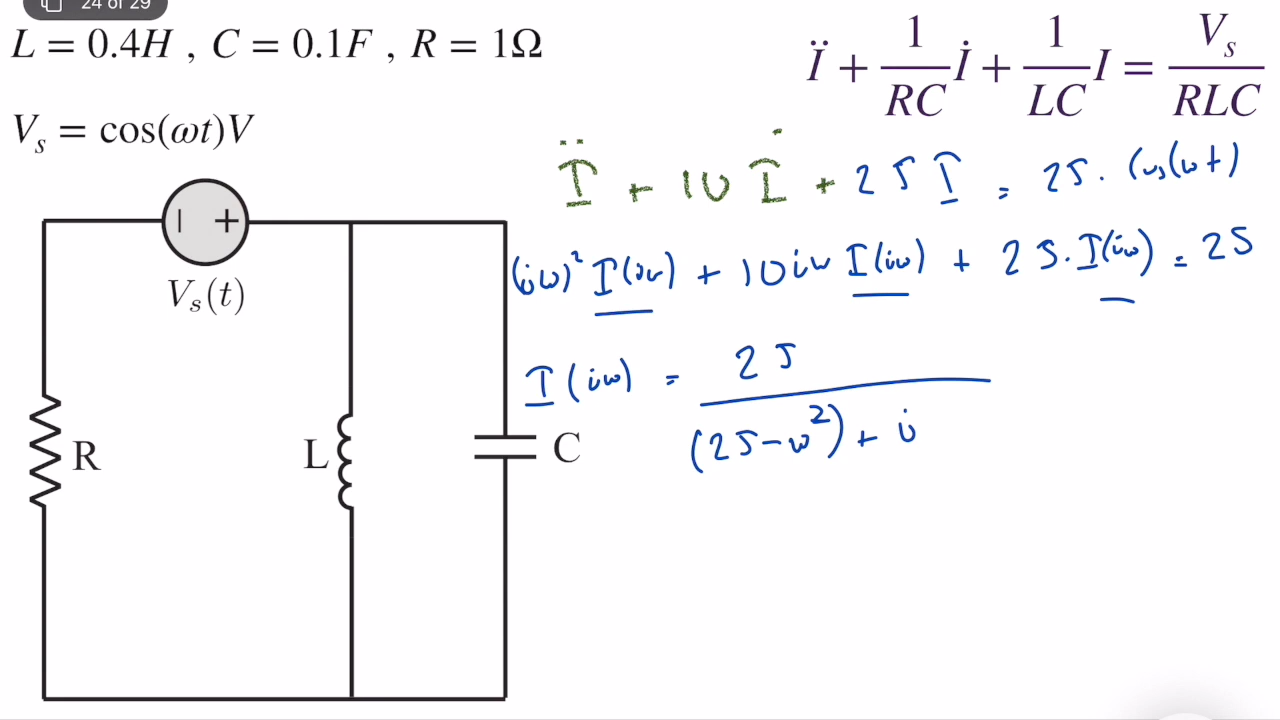 24 of 29
L = 0.4H , C = 0.1F , R = 1Ω
Ï + 1/RC İ + 1/LC I = V_s/RLC
V_s = cos(ωt)V
Ï + 10 İ + 25 I = 25 . Cos(ωt)
(iω)² I(iω) + 10iω I(iω) + 25. I(iω) = 25
V_s(t)
I(iω) = 25 / (25-ω²) + i
R
L
C